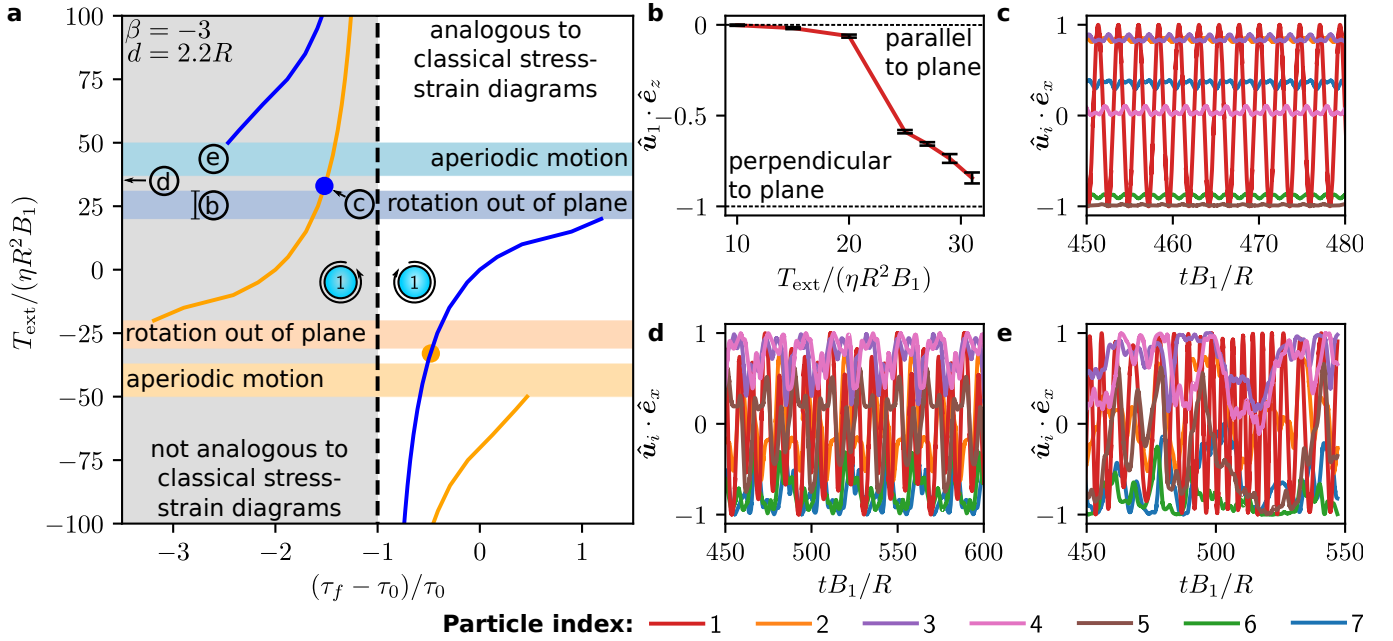 a
β = −3
d = 2.2R
analogous to
classical stress-
strain diagrams
aperiodic motion
rotation out of plane
e
d
b
c
1
1
rotation out of plane
aperiodic motion
not analogous to
classical stress-
strain diagrams
100
75
50
25
0
−25
−50
−75
−100
T_ext/(ηR²B₁)
−3
−2
−1
0
1
(τ_f − τ₀)/τ₀
b
0
−0.5
−1
parallel
to plane
perpendicular
to plane
û₁ · ê_z
10
20
30
T_ext/(ηR²B₁)
c
1
0
−1
û_i · ê_x
450
460
470
480
tB₁/R
d
1
0
−1
û_i · ê_x
450
500
550
600
tB₁/R
e
1
0
−1
û_i · ê_x
450
500
550
tB₁/R
Particle index: 1 2 3 4 5 6 7